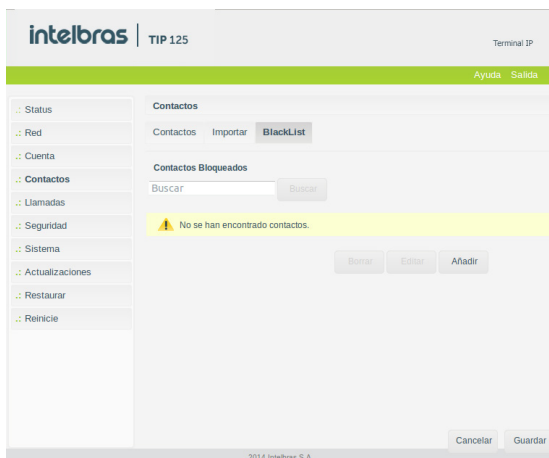 intelbras TIP 125
Terminal IP
Ayuda Salida
.: Status
.: Red
.: Cuenta
.: Contactos
.: Llamadas
.: Seguridad
.: Sistema
.: Actualizaciones
.: Restaurar
.: Reinicie
Contactos
Contactos Importar BlackList
Contactos Bloqueados
Buscar Buscar
No se han encontrado contactos.
Borrar Editar Añadir
Cancelar Guardar
2014 Intelbras S.A.